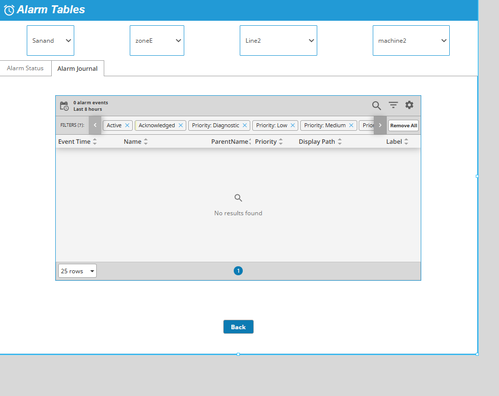 Alarm Tables
Sanand zoneE Line2 machine2
Alarm Status Alarm Journal
0 alarm events
Last 8 hours
FILTERS (7) Active Acknowledged Priority: Diagnostic Priority: Low Priority: Medium Prior Remove All
Event Time Name ParentName Priority Display Path Label
No results found
25 rows 1
Back